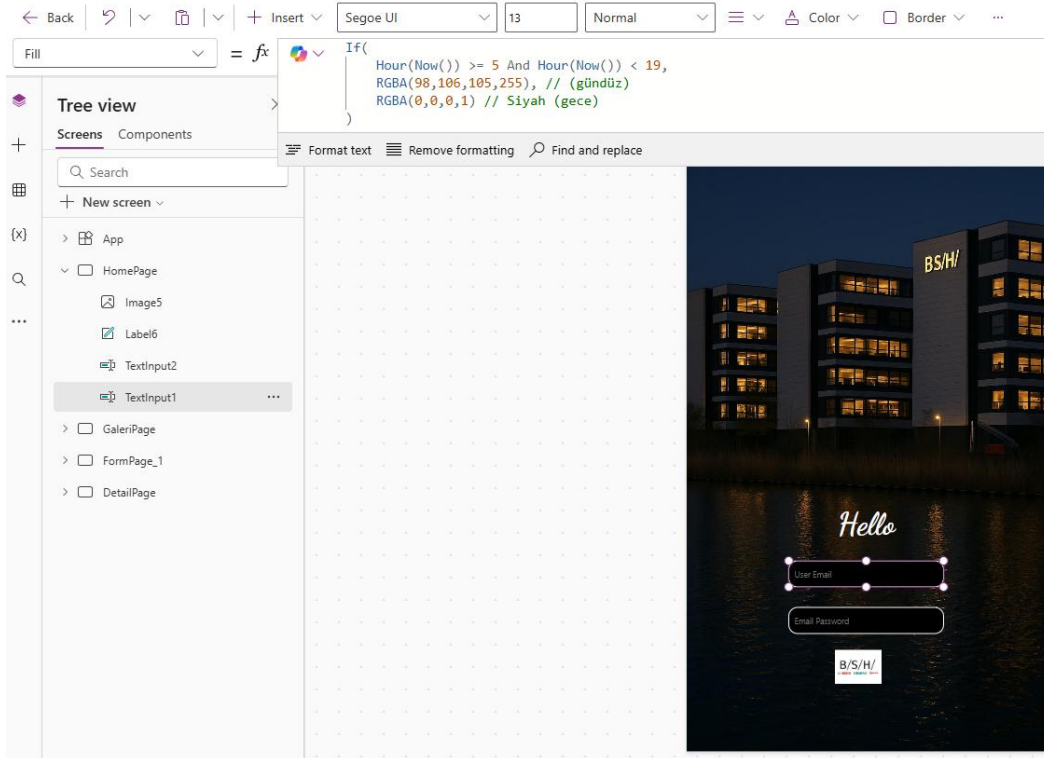 Back
Insert
Segoe UI
13
Normal
Color
Border
...
Fill
= fx
If(
Hour(Now()) >= 5 And Hour(Now()) < 19,
RGBA(98,106,105,255), // (gündüz)
RGBA(0,0,0,1) // Siyah (gece)
)
Format text
Remove formatting
Find and replace
Tree view
Screens
Components
Search
New screen
{x}
App
HomePage
Image5
Label6
TextInput2
TextInput1
...
GaleriPage
FormPage_1
DetailPage
BS/H/
Hello
User Email
Email Password
B/S/H/